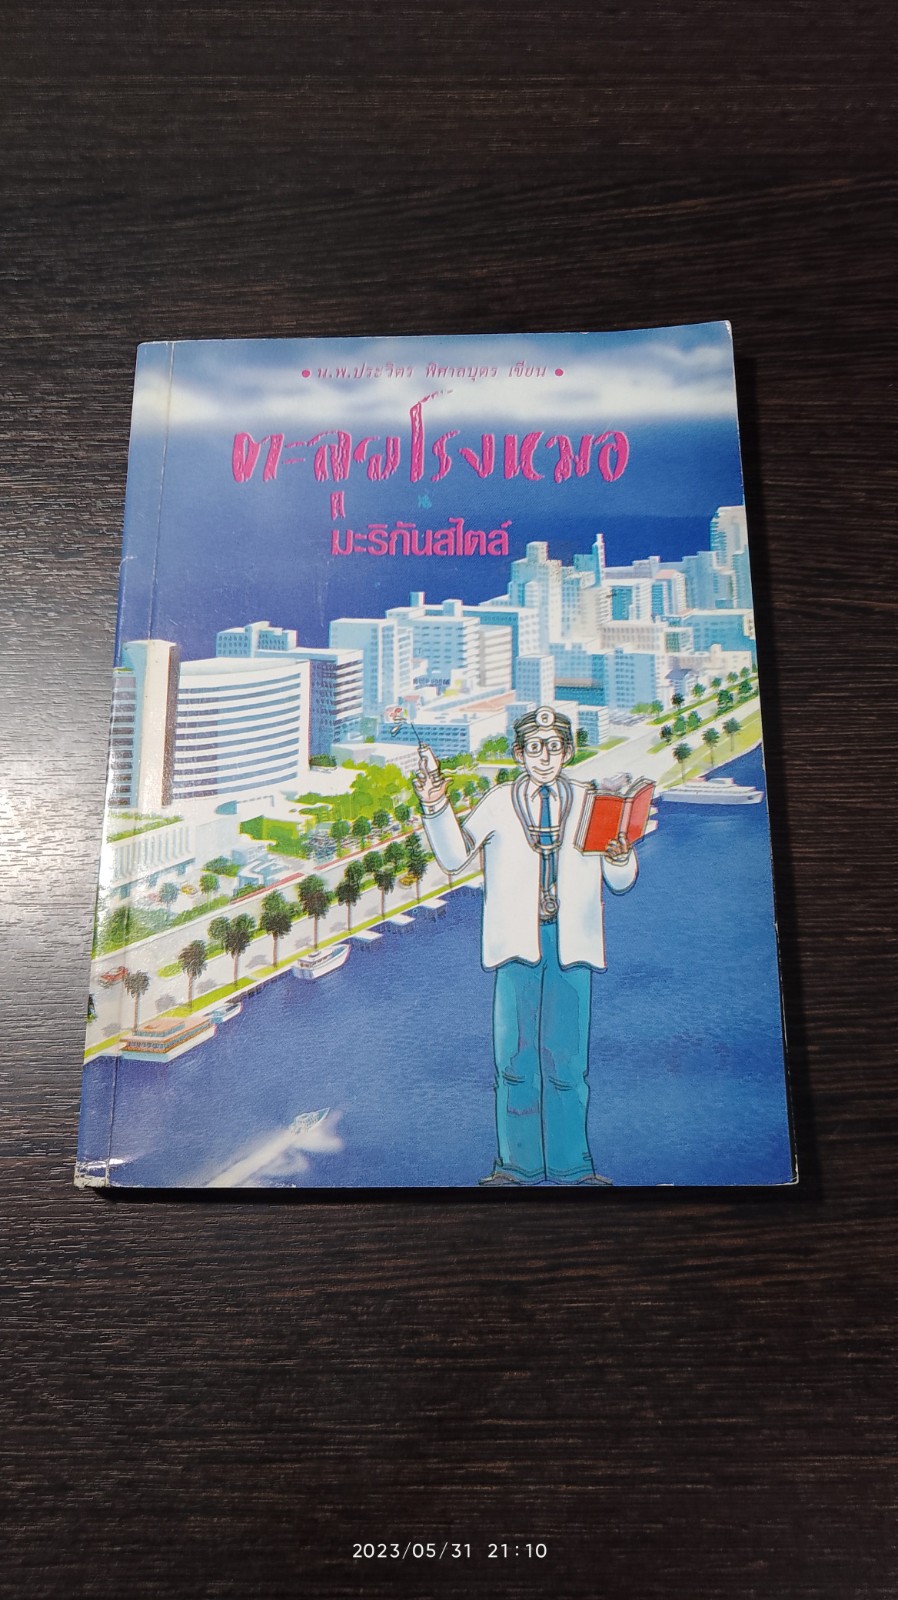 • น.พ.ประวิตร พิศาลบุตร เขียน •
ตะลุยโรงหมอ
มะริกันสไตล์
2023/05/31 21:10